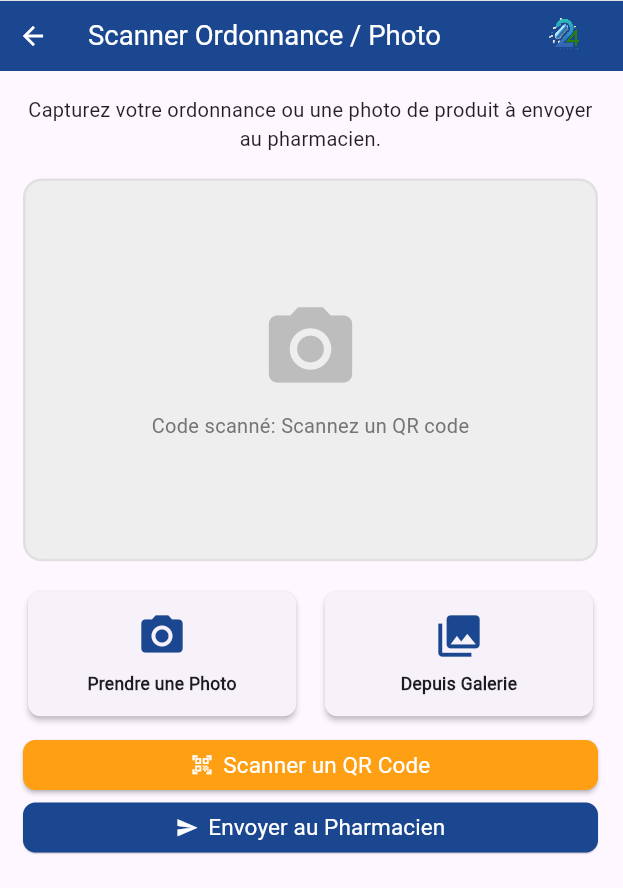 Scanner Ordonnance / Photo
24
Capturez votre ordonnance ou une photo de produit à envoyer
au pharmacien.
Code scanné: Scannez un QR code
Prendre une Photo
Depuis Galerie
Scanner un QR Code
Envoyer au Pharmacien